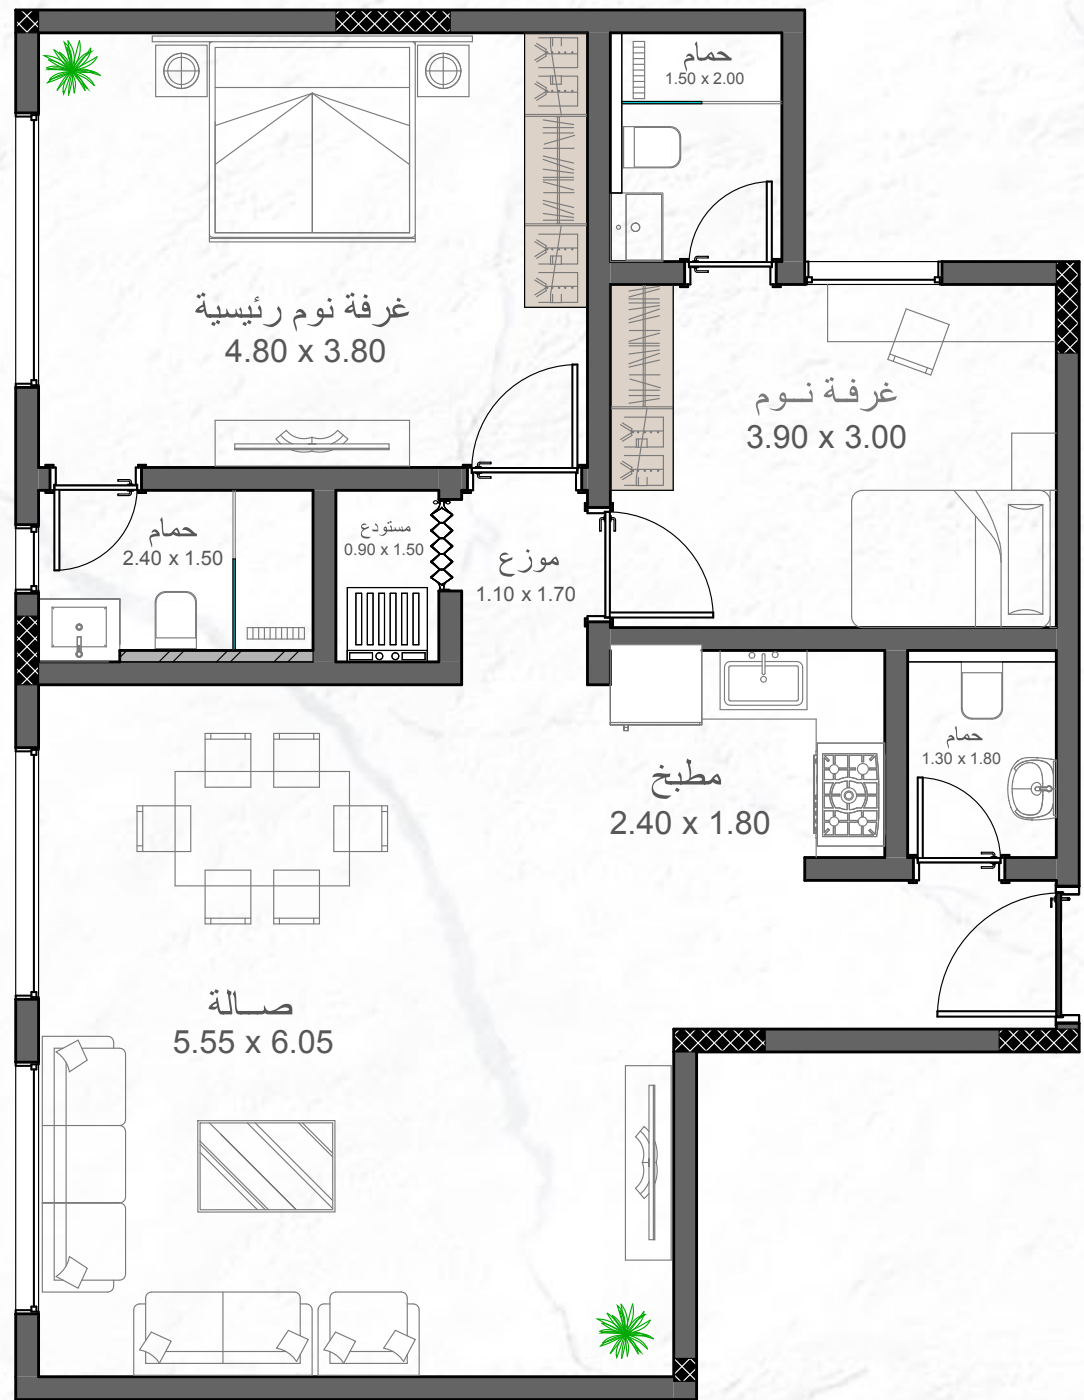 حمام
1.50 x 2.00
غرفة نوم رئيسية
4.80 x 3.80
غرفة نــوم
3.90 x 3.00
حمام
2.40 x 1.50
مستودع
0.90 x 1.50
موزع
1.10 x 1.70
حمام
1.30 x 1.80
مطبخ
2.40 x 1.80
صــالة
5.55 x 6.05